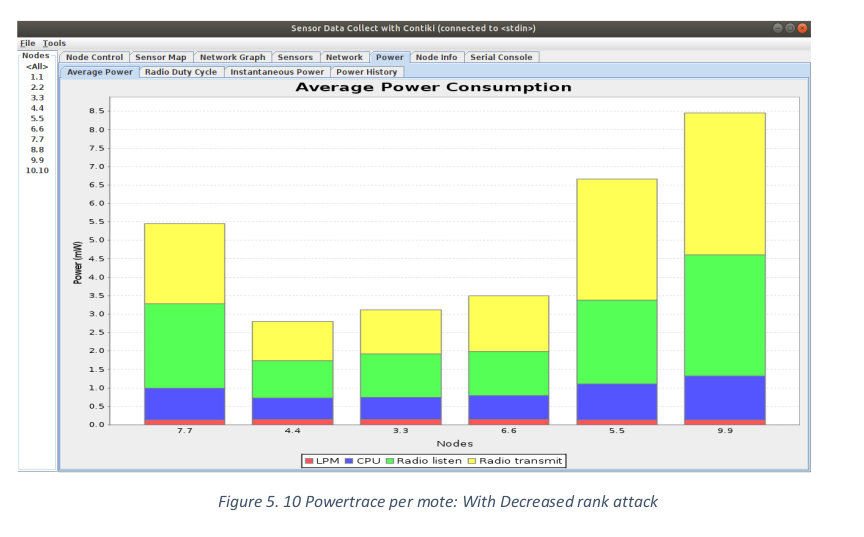 Sensor Data Collect with Contiki (connected to <stdin>)
File Tools
Nodes
<All>
1.1
2.2
3.3
4.4
5.5
6.6
7.7
8.8
9.9
10.10
Node Control Sensor Map Network Graph Sensors Network Power Node Info Serial Console
Average Power Radio Duty Cycle Instantaneous Power Power History
Average Power Consumption
Power (mW)
8.5
8.0
7.5
7.0
6.5
6.0
5.5
5.0
4.5
4.0
3.5
3.0
2.5
2.0
1.5
1.0
0.5
0.0
7.7 4.4 3.3 6.6 5.5 9.9
Nodes
LPM CPU Radio listen Radio transmit
Figure 5. 10 Powertrace per mote: With Decreased rank attack